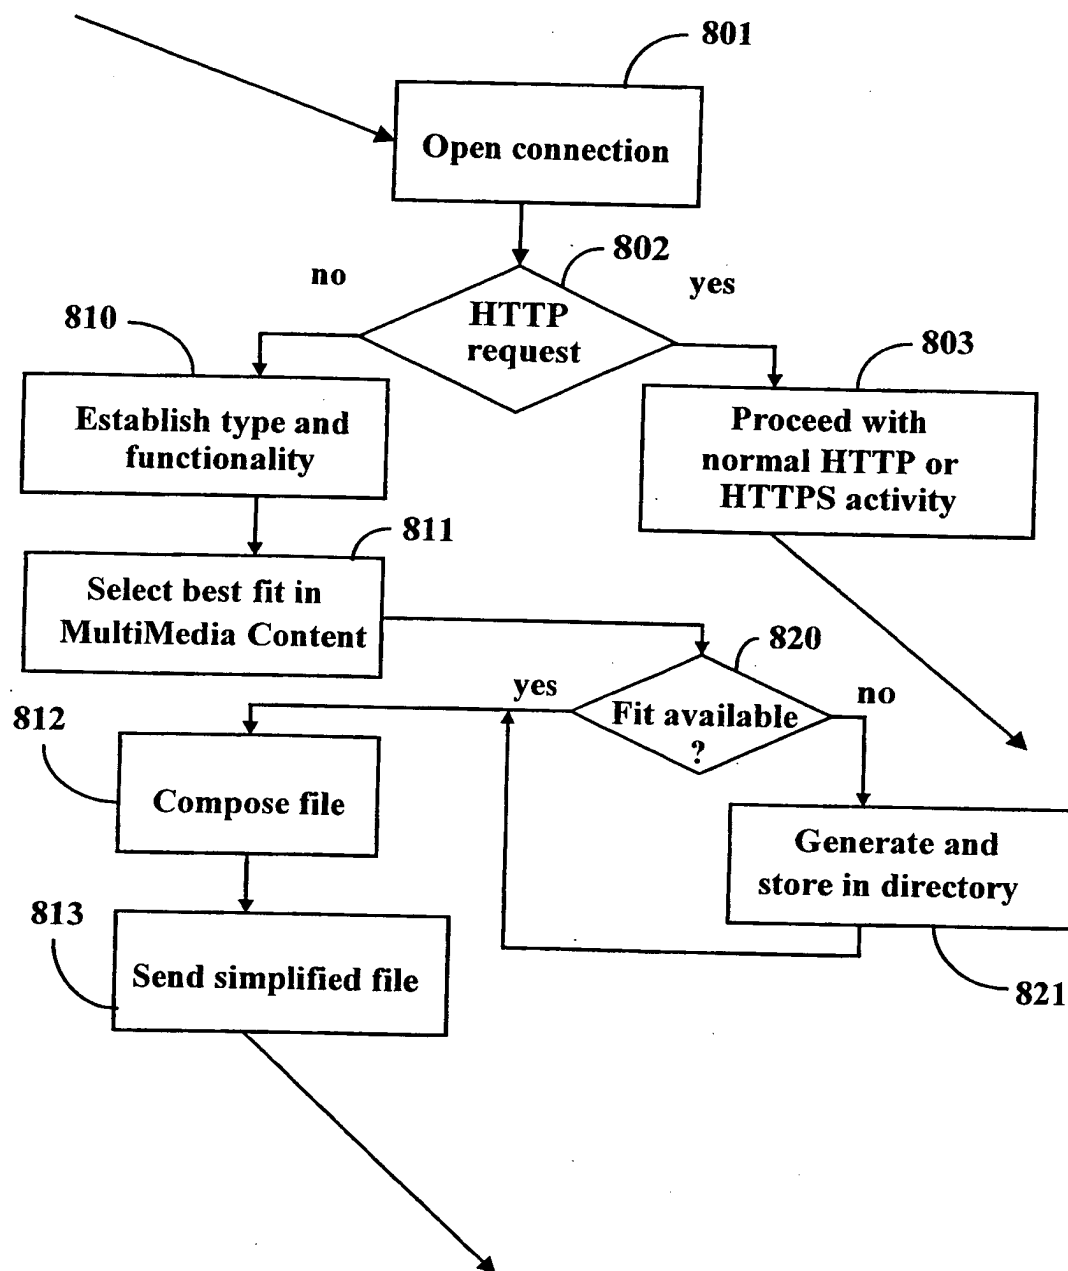 801
Open connection
802
no
yes
HTTP
request
810
803
Establish type and
functionality
Proceed with
normal HTTP or
HTTPS activity
811
Select best fit in
MultiMedia Content
820
yes
no
Fit available
?
812
Compose file
Generate and
store in directory
813
Send simplified file
821